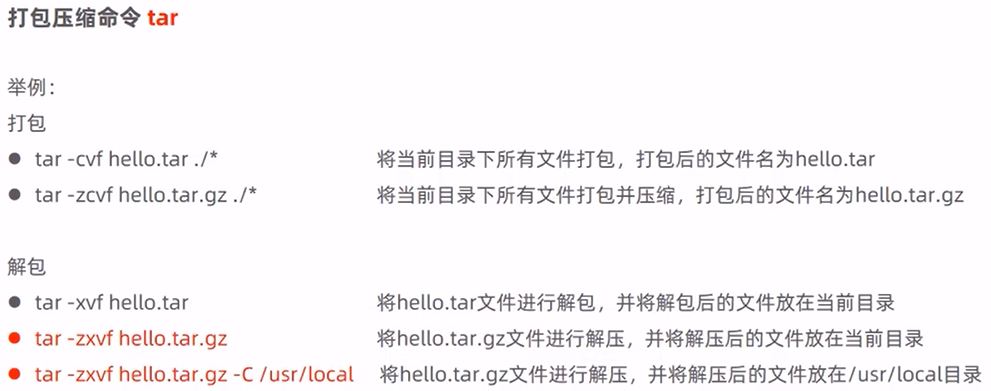 打包压缩命令 tar
举例：
打包
● tar -cvf hello.tar ./* 将当前目录下所有文件打包，打包后的文件名为hello.tar
● tar -zcvf hello.tar.gz ./* 将当前目录下所有文件打包并压缩，打包后的文件名为hello.tar.gz
解包
● tar -xvf hello.tar 将hello.tar文件进行解包，并将解包后的文件放在当前目录
● tar -zxvf hello.tar.gz 将hello.tar.gz文件进行解压，并将解压后的文件放在当前目录
● tar -zxvf hello.tar.gz -C /usr/local 将hello.tar.gz文件进行解压，并将解压后的文件放在/usr/local目录